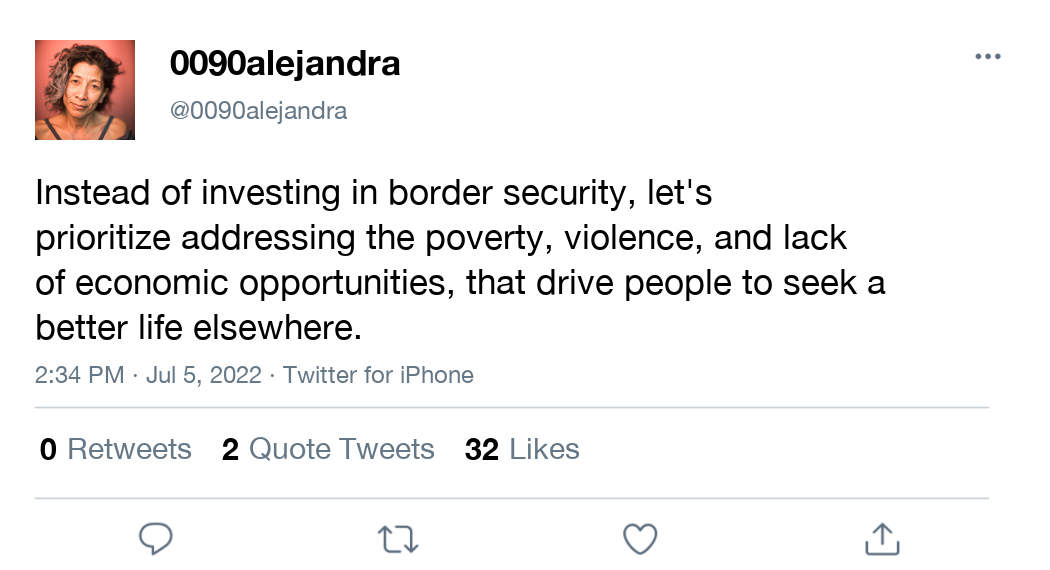 0090alejandra
@0090alejandra
Instead of investing in border security, let's
prioritize addressing the poverty, violence, and lack
of economic opportunities, that drive people to seek a
better life elsewhere.
2:34 PM · Jul 5, 2022 · Twitter for iPhone
0 Retweets 2 Quote Tweets 32 Likes